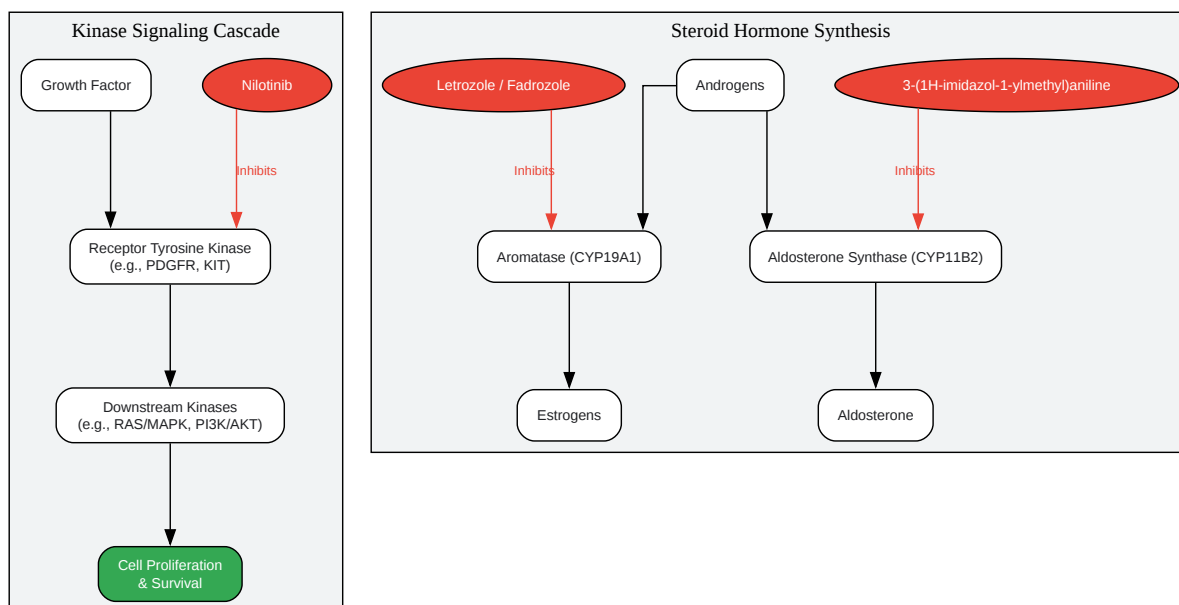 Kinase Signaling Cascade
Growth Factor
Nilotinib
Inhibits
Receptor Tyrosine Kinase
(e.g., PDGFR, KIT)
Downstream Kinases
(e.g., RAS/MAPK, PI3K/AKT)
Cell Proliferation
& Survival
Steroid Hormone Synthesis
Letrozole / Fadrozole
Androgens
3-(1H-imidazol-1-ylmethyl)aniline
Inhibits
Inhibits
Aromatase (CYP19A1)
Aldosterone Synthase (CYP11B2)
Estrogens
Aldosterone